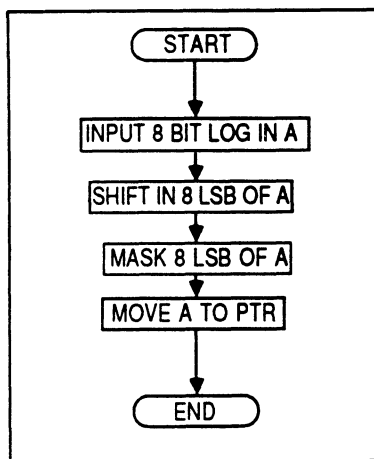 START
INPUT 8 BIT LOG IN A
SHIFT IN 8 LSB OF A
MASK 8 LSB OF A
MOVE A TO PTR
END